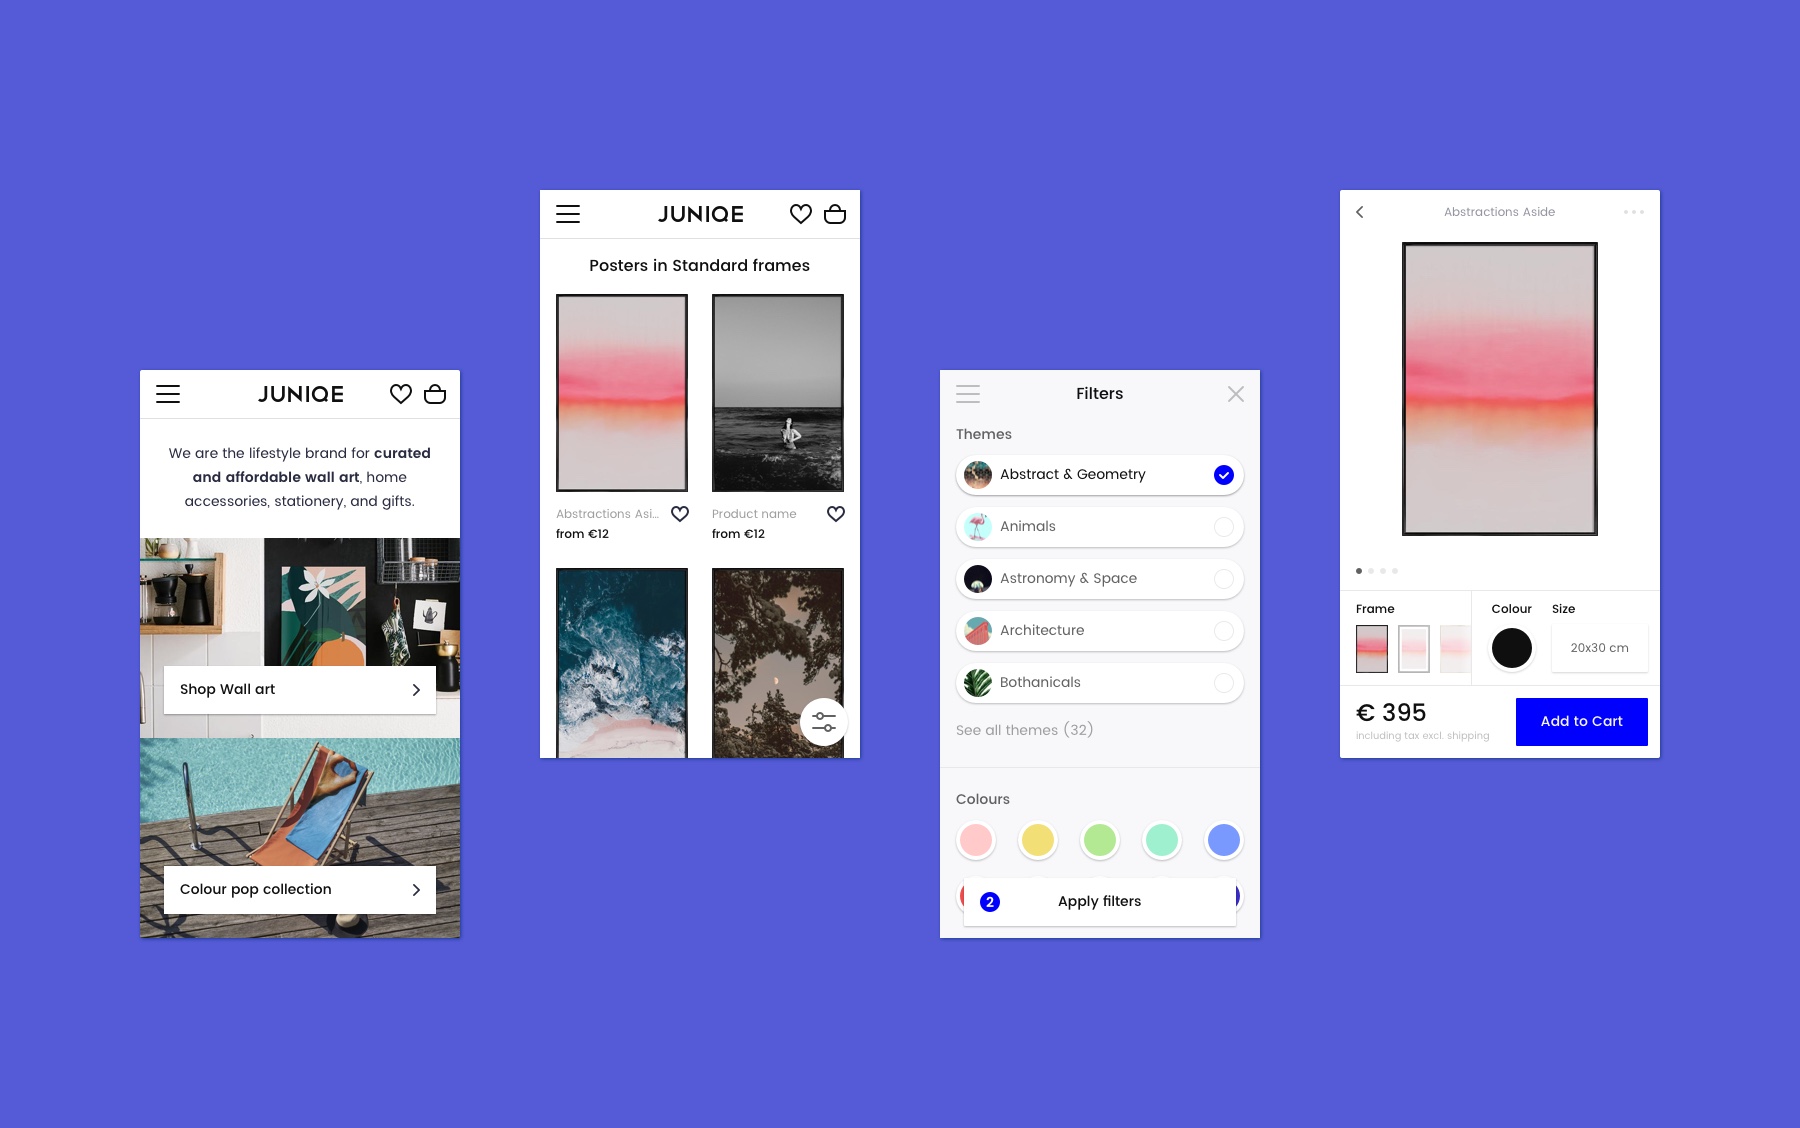 JUNIQE
We are the lifestyle brand for curated
and affordable wall art, home
accessories, stationery, and gifts.
Shop Wall art
Colour pop collection
JUNIQE
Posters in Standard frames
Abstractions Asi...
from €12
Product name
from €12
Filters
Themes
Abstract & Geometry
Animals
Astronomy & Space
Architecture
Bothanicals
See all themes (32)
Colours
2
Apply filters
Abstractions Aside
Frame
Colour
Size
20x30 cm
€ 395
including tax excl. shipping
Add to Cart